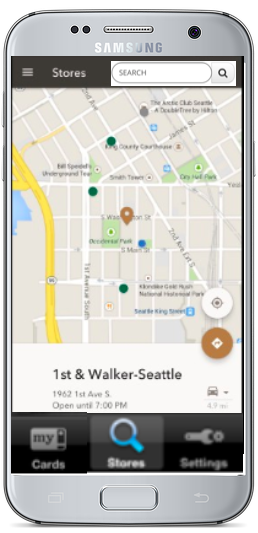 SAMSUNG
Stores
SEARCH
The Arctic Club Seattle
A DoubleTree by Hilton
James St
King County Courthouse
Bill Speidel's
Underground Tour
Smith Tower
City Hall Park
Yesler
Occidental Park
S Main St
2nd Ave Ext S
1st Avenue South
Klondike Gold Rush
National Historical Park
Seattle King Street
1st & Walker-Seattle
1962 1st Ave S.
Open until 7:00 PM
4.9 mi
my
Cards
Stores
Settings